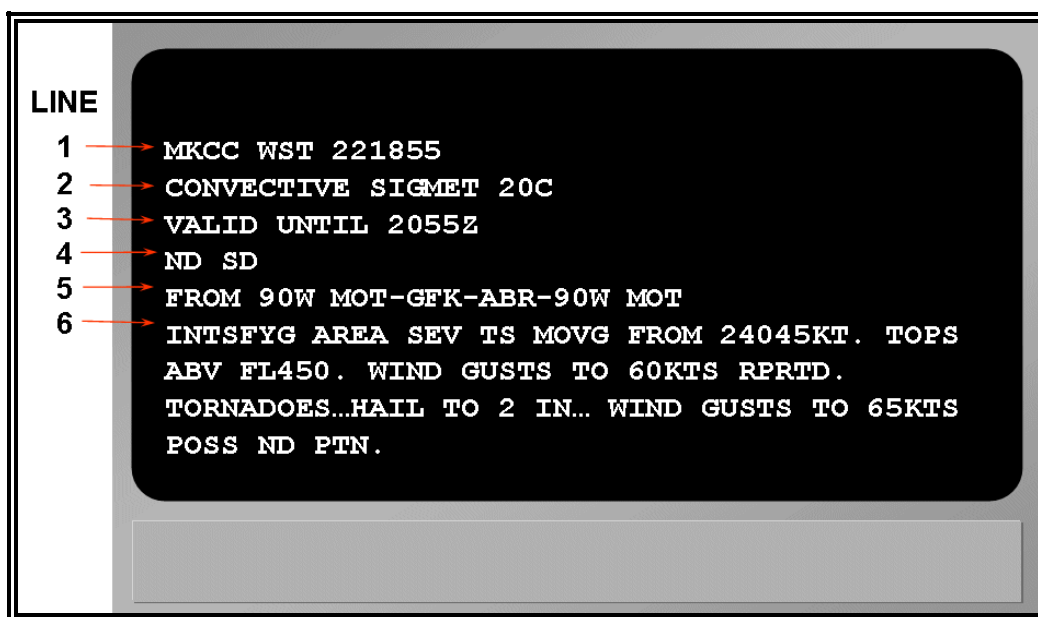 LINE
1 MKCC WST 221855
2 CONVECTIVE SIGMET 20C
3 VALID UNTIL 2055Z
4 ND SD
5 FROM 90W MOT-GFK-ABR-90W MOT
6 INTSFYG AREA SEV TS MOVG FROM 24045KT. TOPS
ABV FL450. WIND GUSTS TO 60KTS RPRTD.
TORNADOES…HAIL TO 2 IN… WIND GUSTS TO 65KTS
POSS ND PTN.